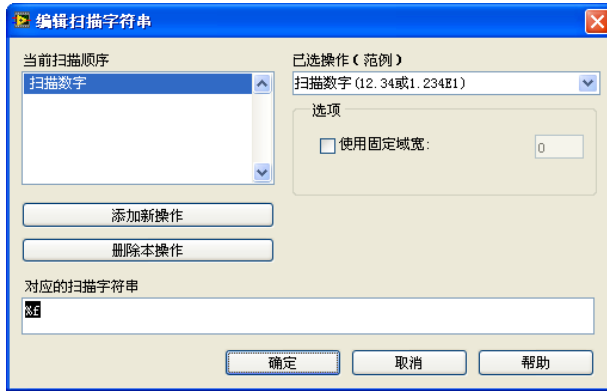 编辑扫描字符串
当前扫描顺序
扫描数字
添加新操作
删除本操作
已选操作(范例)
扫描数字(12.34或1.234E1)
选项
使用固定域宽:
0
对应的扫描字符串
%f
确定
取消
帮助